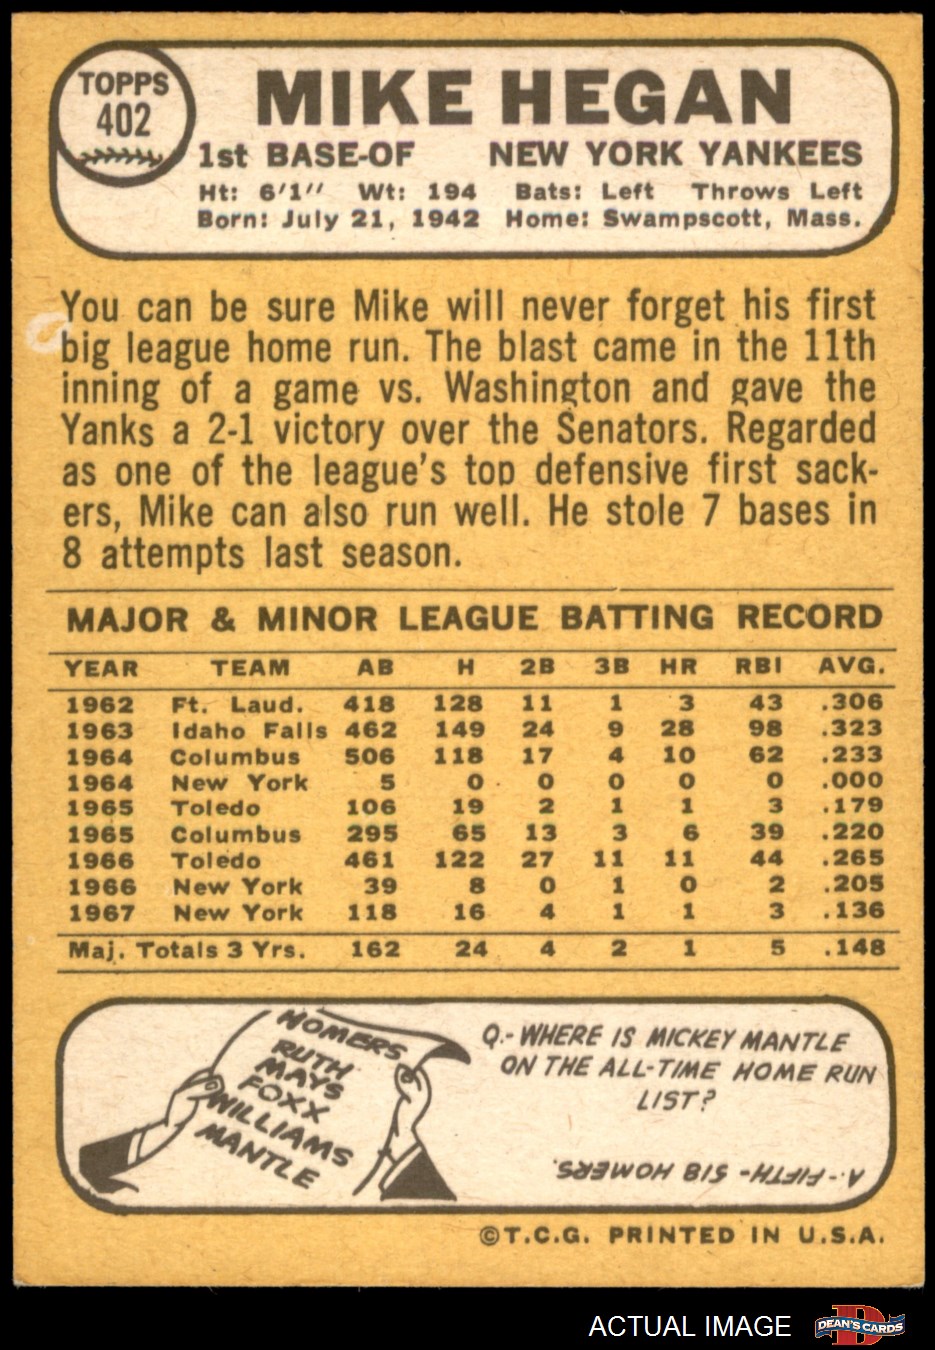 TOPPS
402
MIKE HEGAN
1st BASE-OF NEW YORK YANKEES
Ht: 6'1'' Wt: 194 Bats: Left Throws Left
Born: July 21, 1942 Home: Swampscott, Mass.
You can be sure Mike will never forget his first
big league home run. The blast came in the 11th
inning of a game vs. Washington and gave the
Yanks a 2-1 victory over the Senators. Regarded
as one of the league's top defensive first sack-
ers, Mike can also run well. He stole 7 bases in
8 attempts last season.
MAJOR & MINOR LEAGUE BATTING RECORD
YEAR TEAM AB H 2B 3B HR RBI AVG.
1962 Ft. Laud. 418 128 11 1 3 43 .306
1963 Idaho Falls 462 149 24 9 28 98 .323
1964 Columbus 506 118 17 4 10 62 .233
1964 New York 5 0 0 0 0 0 .000
1965 Toledo 106 19 2 1 1 3 .179
1965 Columbus 295 65 13 3 6 39 .220
1966 Toledo 461 122 27 11 11 44 .265
1966 New York 39 8 0 1 0 2 .205
1967 New York 118 16 4 1 1 3 .136
Maj. Totals 3 Yrs. 162 24 4 2 1 5 .148
HOMERS
RUTH
MAYS
FOXX
WILLIAMS
MANTLE
Q.-WHERE IS MICKEY MANTLE
ON THE ALL-TIME HOME RUN
LIST?
A.-FIFTH-518 HOMERS.
©T.C.G. PRINTED IN U.S.A.
ACTUAL IMAGE
D
DEAN'S CARDS